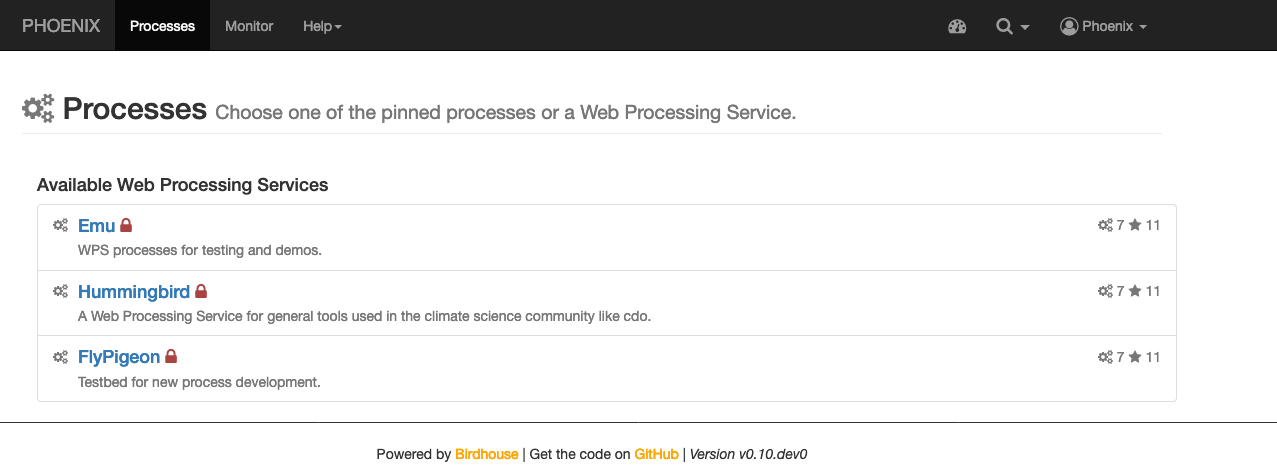 PHOENIX Processes Monitor Help Phoenix
Processes Choose one of the pinned processes or a Web Processing Service.
Available Web Processing Services
Emu 7 11
WPS processes for testing and demos.
Hummingbird 7 11
A Web Processing Service for general tools used in the climate science community like cdo.
FlyPigeon 7 11
Testbed for new process development.
Powered by Birdhouse | Get the code on GitHub | Version v0.10.dev0